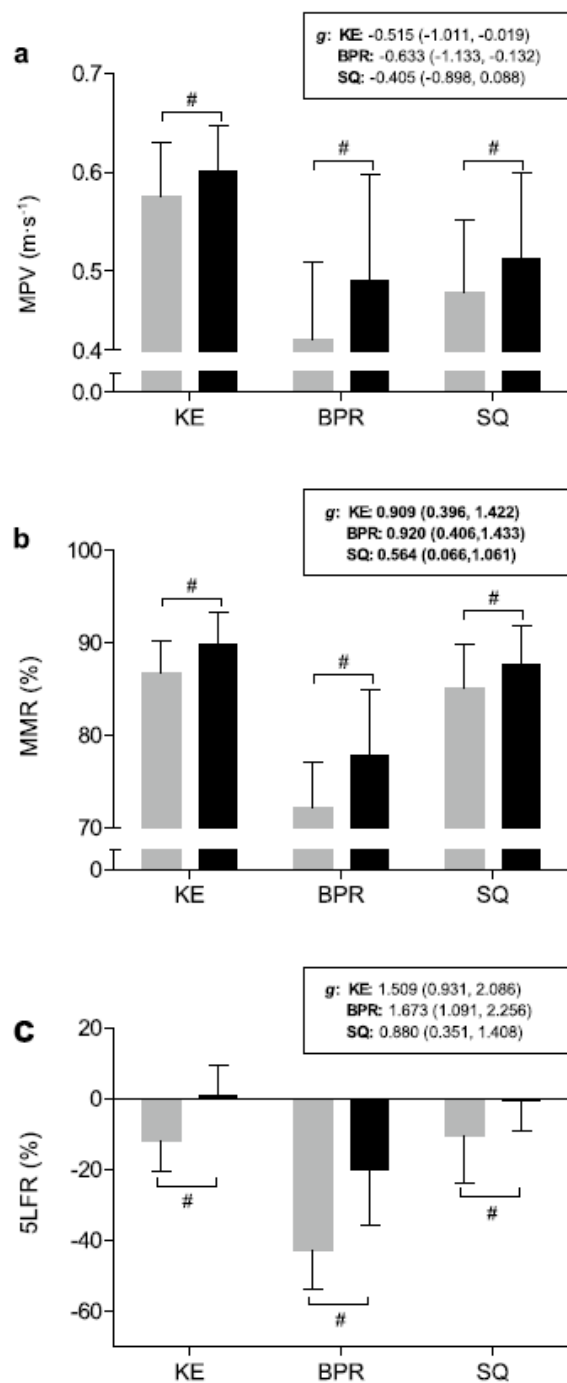 g: KE: -0.515 (-1.011, -0.019)
BPR: -0.633 (-1.133, -0.132)
SQ: -0.405 (-0.898, 0.088)
a
0.7
#
0.6
#
#
MPV (m·s⁻¹)
0.5
0.4
0.0
KE BPR SQ
g: KE: 0.909 (0.396, 1.422)
BPR: 0.920 (0.406,1.433)
SQ: 0.564 (0.066,1.061)
b
100
#
#
90
#
MMR (%)
80
70
0
KE BPR SQ
g: KE: 1.509 (0.931, 2.086)
BPR: 1.673 (1.091, 2.256)
SQ: 0.880 (0.351, 1.408)
c
20
0
5LFR (%)
-20
#
#
-40
#
-60
KE BPR SQ